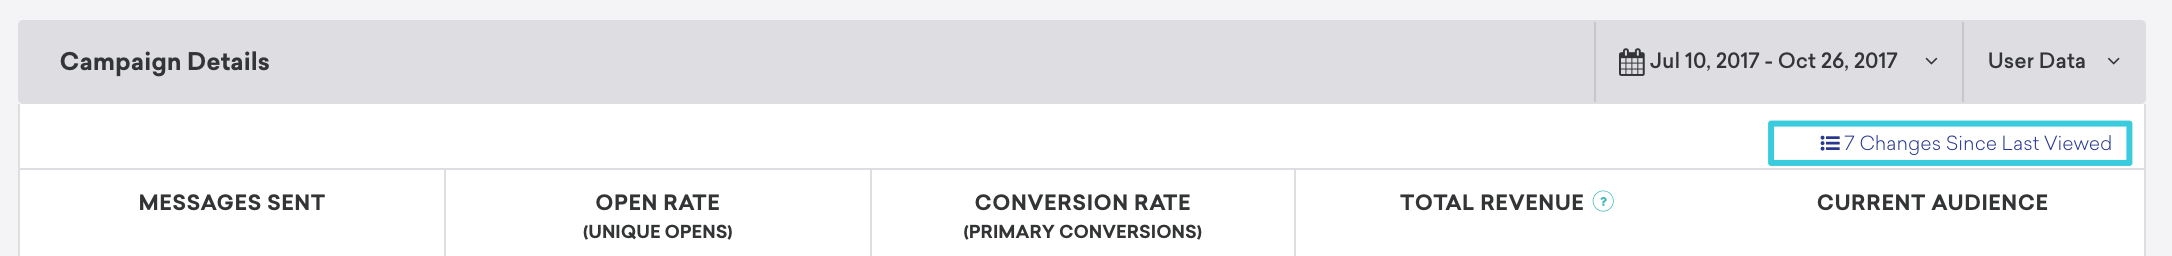 Campaign Details
Jul 10, 2017 - Oct 26, 2017
User Data
7 Changes Since Last Viewed
MESSAGES SENT
OPEN RATE
(UNIQUE OPENS)
CONVERSION RATE
(PRIMARY CONVERSIONS)
TOTAL REVENUE ?
CURRENT AUDIENCE